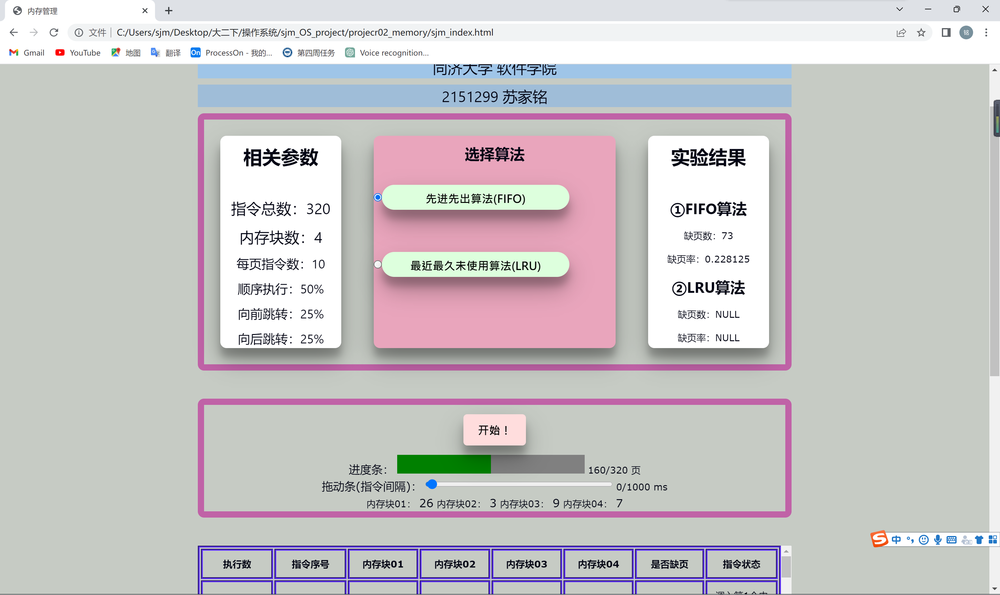 内存管理
文件 C:/Users/sjm/Desktop/大二下/操作系统/sjm_OS_project/projecr02_memory/sjm_index.html
铭
Gmail YouTube 地图 翻译 On ProcessOn - 我的... 第四周任务 Voice recognition...
同济大学 软件学院
2151299 苏家铭
相关参数
指令总数：320
内存块数：4
每页指令数：10
顺序执行：50%
向前跳转：25%
向后跳转：25%
选择算法
先进先出算法(FIFO)
最近最久未使用算法(LRU)
实验结果
①FIFO算法
缺页数：73
缺页率：0.228125
②LRU算法
缺页数：NULL
缺页率：NULL
开始！
进度条： 160/320 页
拖动条(指令间隔)： 0/1000 ms
内存块01： 26 内存块02： 3 内存块03： 9 内存块04： 7
中
执行数 指令序号 内存块01 内存块02 内存块03 内存块04 是否缺页 指令状态